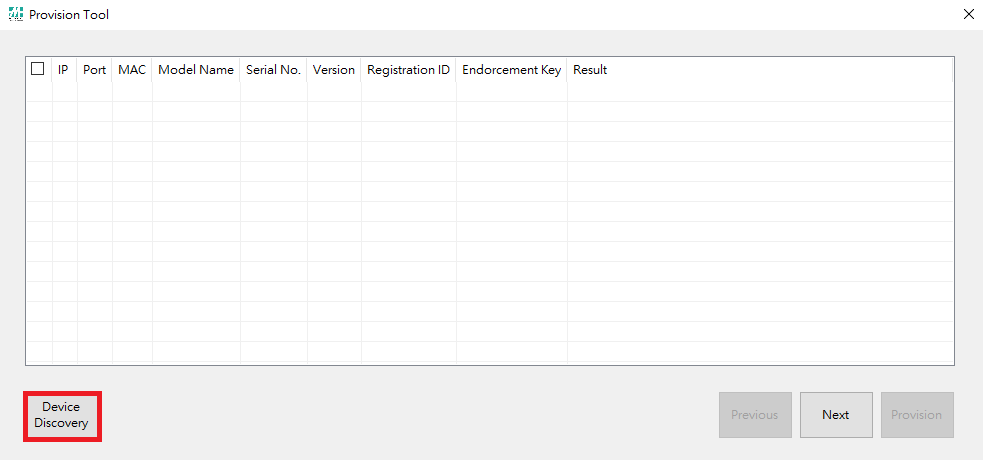 Provision Tool
IP Port MAC Model Name Serial No. Version Registration ID Endorcement Key Result
Device
Discovery
Previous Next Provision